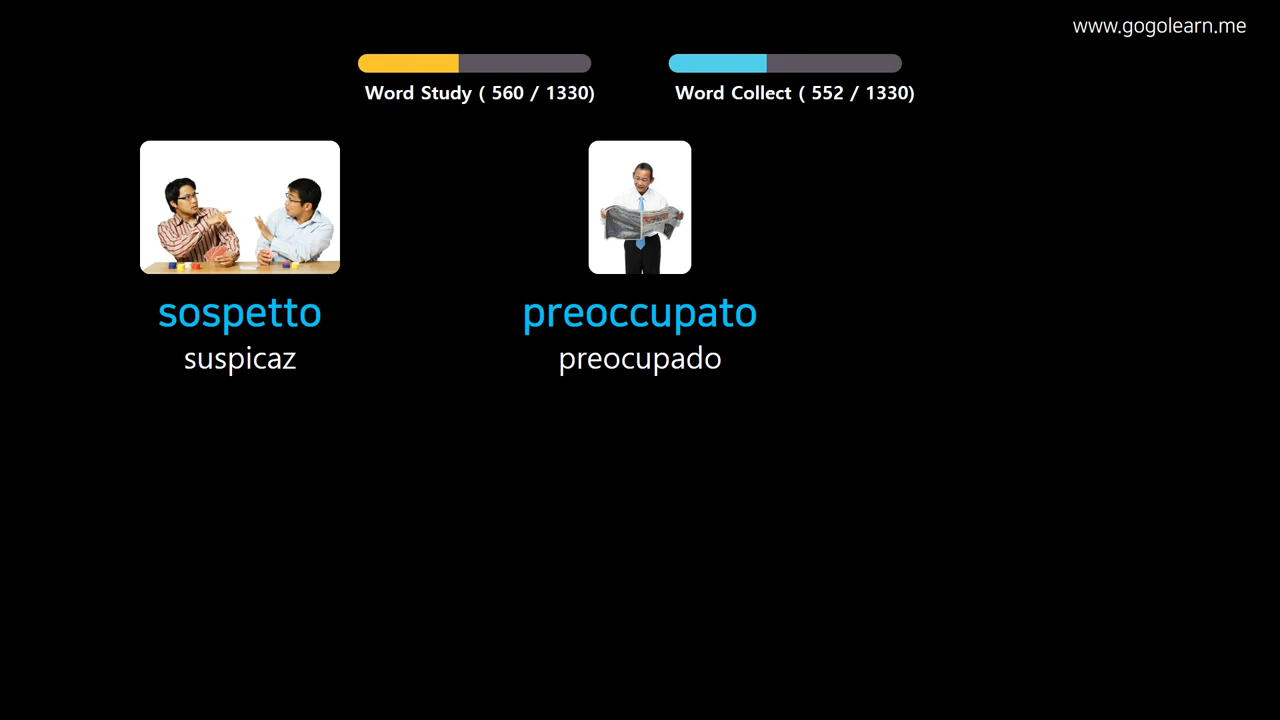 www.gogolearn.me
Word Study ( 560 / 1330)
Word Collect ( 552 / 1330)
sospetto
suspicaz
preoccupato
preocupado